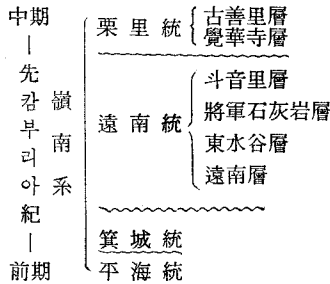 中期
|
先
감
부
리
아
紀
|
前期
嶺
南
系
栗里統
古善里層
覺華寺層
遠南統
斗音里層
將軍石灰岩層
東水谷層
遠南層
箕城統
平海統